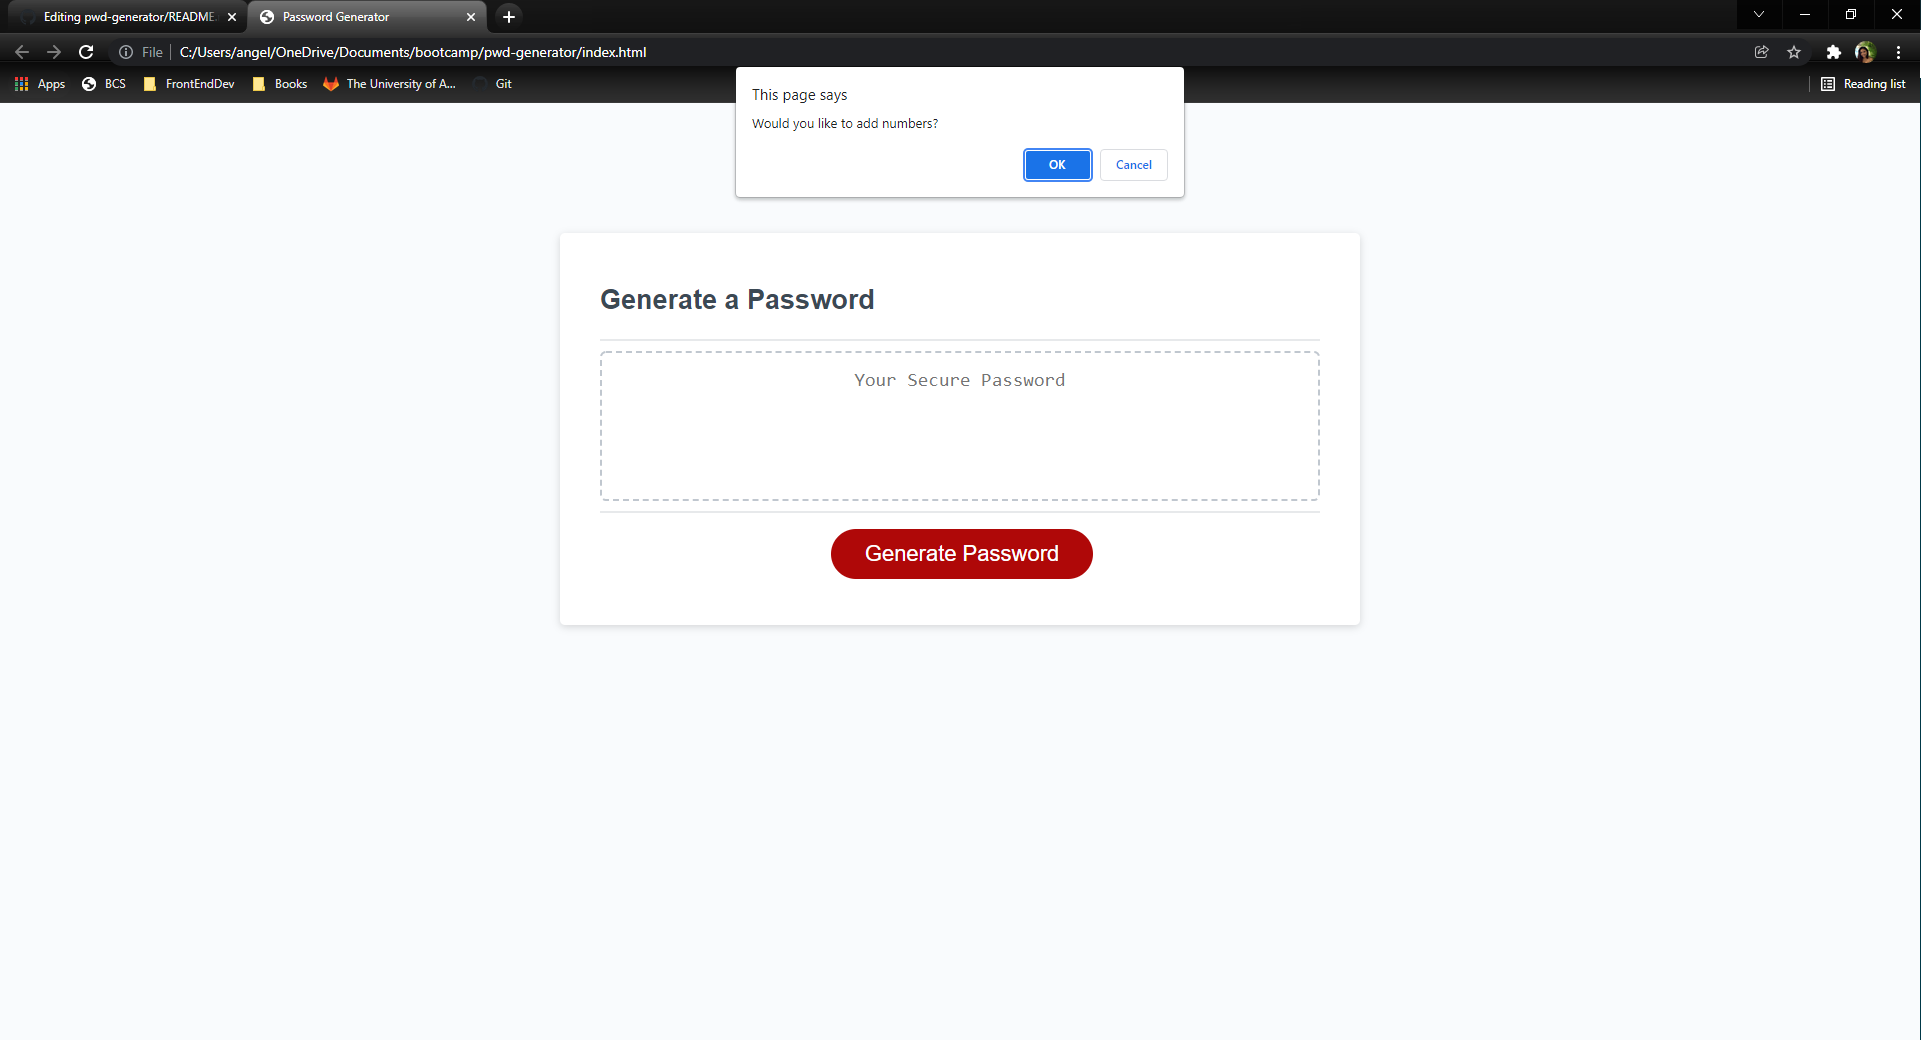 Editing pwd-generator/README.
Password Generator
File
C:/Users/angel/OneDrive/Documents/bootcamp/pwd-generator/index.html
Apps
BCS
FrontEndDev
Books
The University of A...
Git
Reading list
This page says
Would you like to add numbers?
OK
Cancel
Generate a Password
Your Secure Password
Generate Password